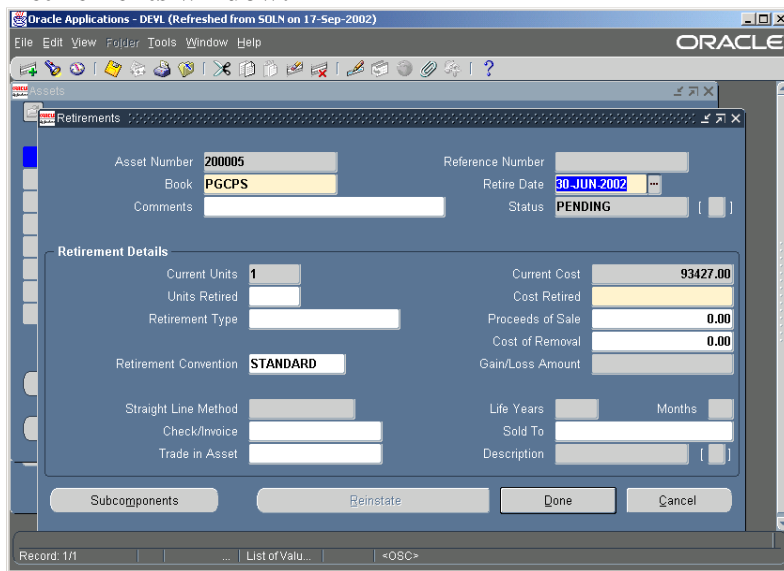 Oracle Applications - DEVL (Refreshed from SOLN on 17-Sep-2002)
File Edit View Folder Tools Window Help
ORACLE
Assets
Retirements
Asset Number 200005 Reference Number
Book PGCPS Retire Date 30-JUN-2002 ...
Comments Status PENDING [ ]
Retirement Details
Current Units 1 Current Cost 93427.00
Units Retired Cost Retired
Retirement Type Proceeds of Sale 0.00
Cost of Removal 0.00
Retirement Convention STANDARD Gain/Loss Amount
Straight Line Method Life Years Months
Check/Invoice Sold To
Trade in Asset Description [ ]
Subcomponents Reinstate Done Cancel
Record: 1/1 ... List of Valu... <OSC>